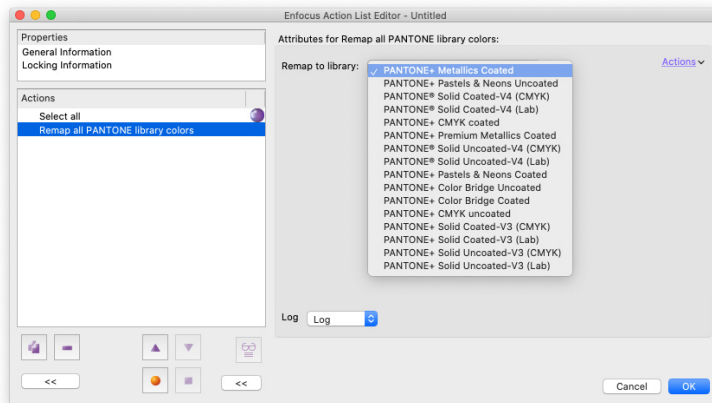 Enfocus Action List Editor - Untitled
Properties
General Information
Locking Information
Actions
Select all
Remap all PANTONE library colors
<<
<<
Attributes for Remap all PANTONE library colors:
Remap to library:
Actions
✓ PANTONE+ Metallics Coated
PANTONE+ Pastels & Neons Uncoated
PANTONE® Solid Coated-V4 (CMYK)
PANTONE® Solid Coated-V4 (Lab)
PANTONE+ CMYK coated
PANTONE+ Premium Metallics Coated
PANTONE® Solid Uncoated-V4 (CMYK)
PANTONE® Solid Uncoated-V4 (Lab)
PANTONE+ Pastels & Neons Coated
PANTONE+ Color Bridge Uncoated
PANTONE+ Color Bridge Coated
PANTONE+ CMYK uncoated
PANTONE+ Solid Coated-V3 (CMYK)
PANTONE+ Solid Coated-V3 (Lab)
PANTONE+ Solid Uncoated-V3 (CMYK)
PANTONE+ Solid Uncoated-V3 (Lab)
Log Log
Cancel OK